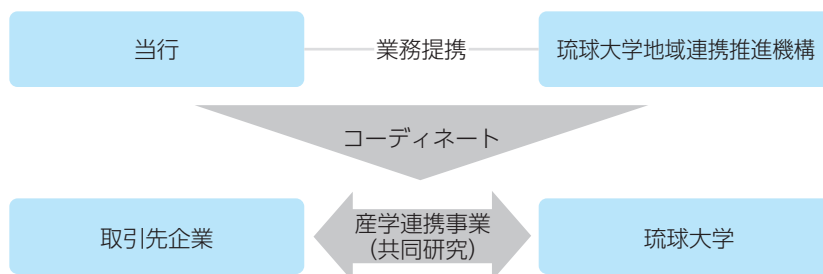 当行
業務提携
琉球大学地域連携推進機構
コーディネート
取引先企業
産学連携事業
(共同研究)
琉球大学